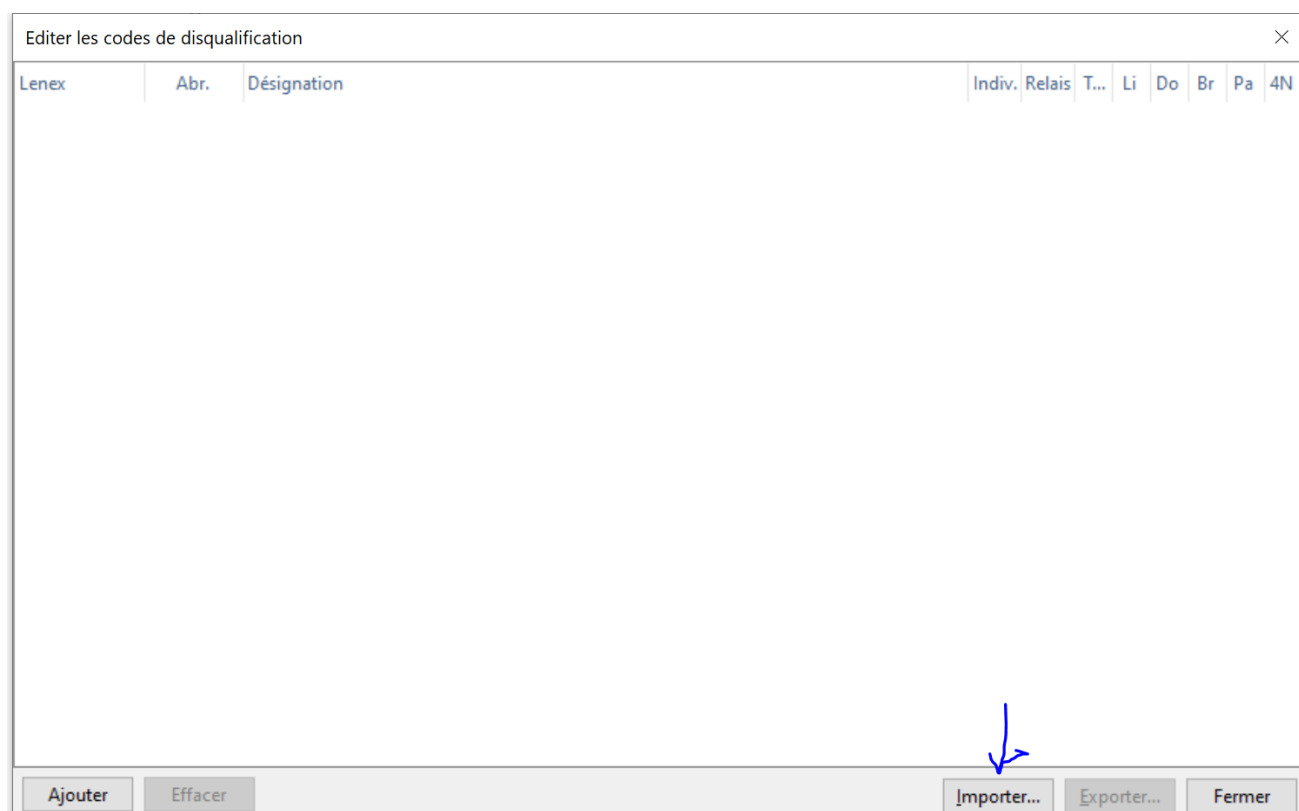 Editer les codes de disqualification
Lenex Abr. Désignation Indiv. Relais T... Li Do Br Pa 4N
Ajouter Effacer Importer... Exporter... Fermer